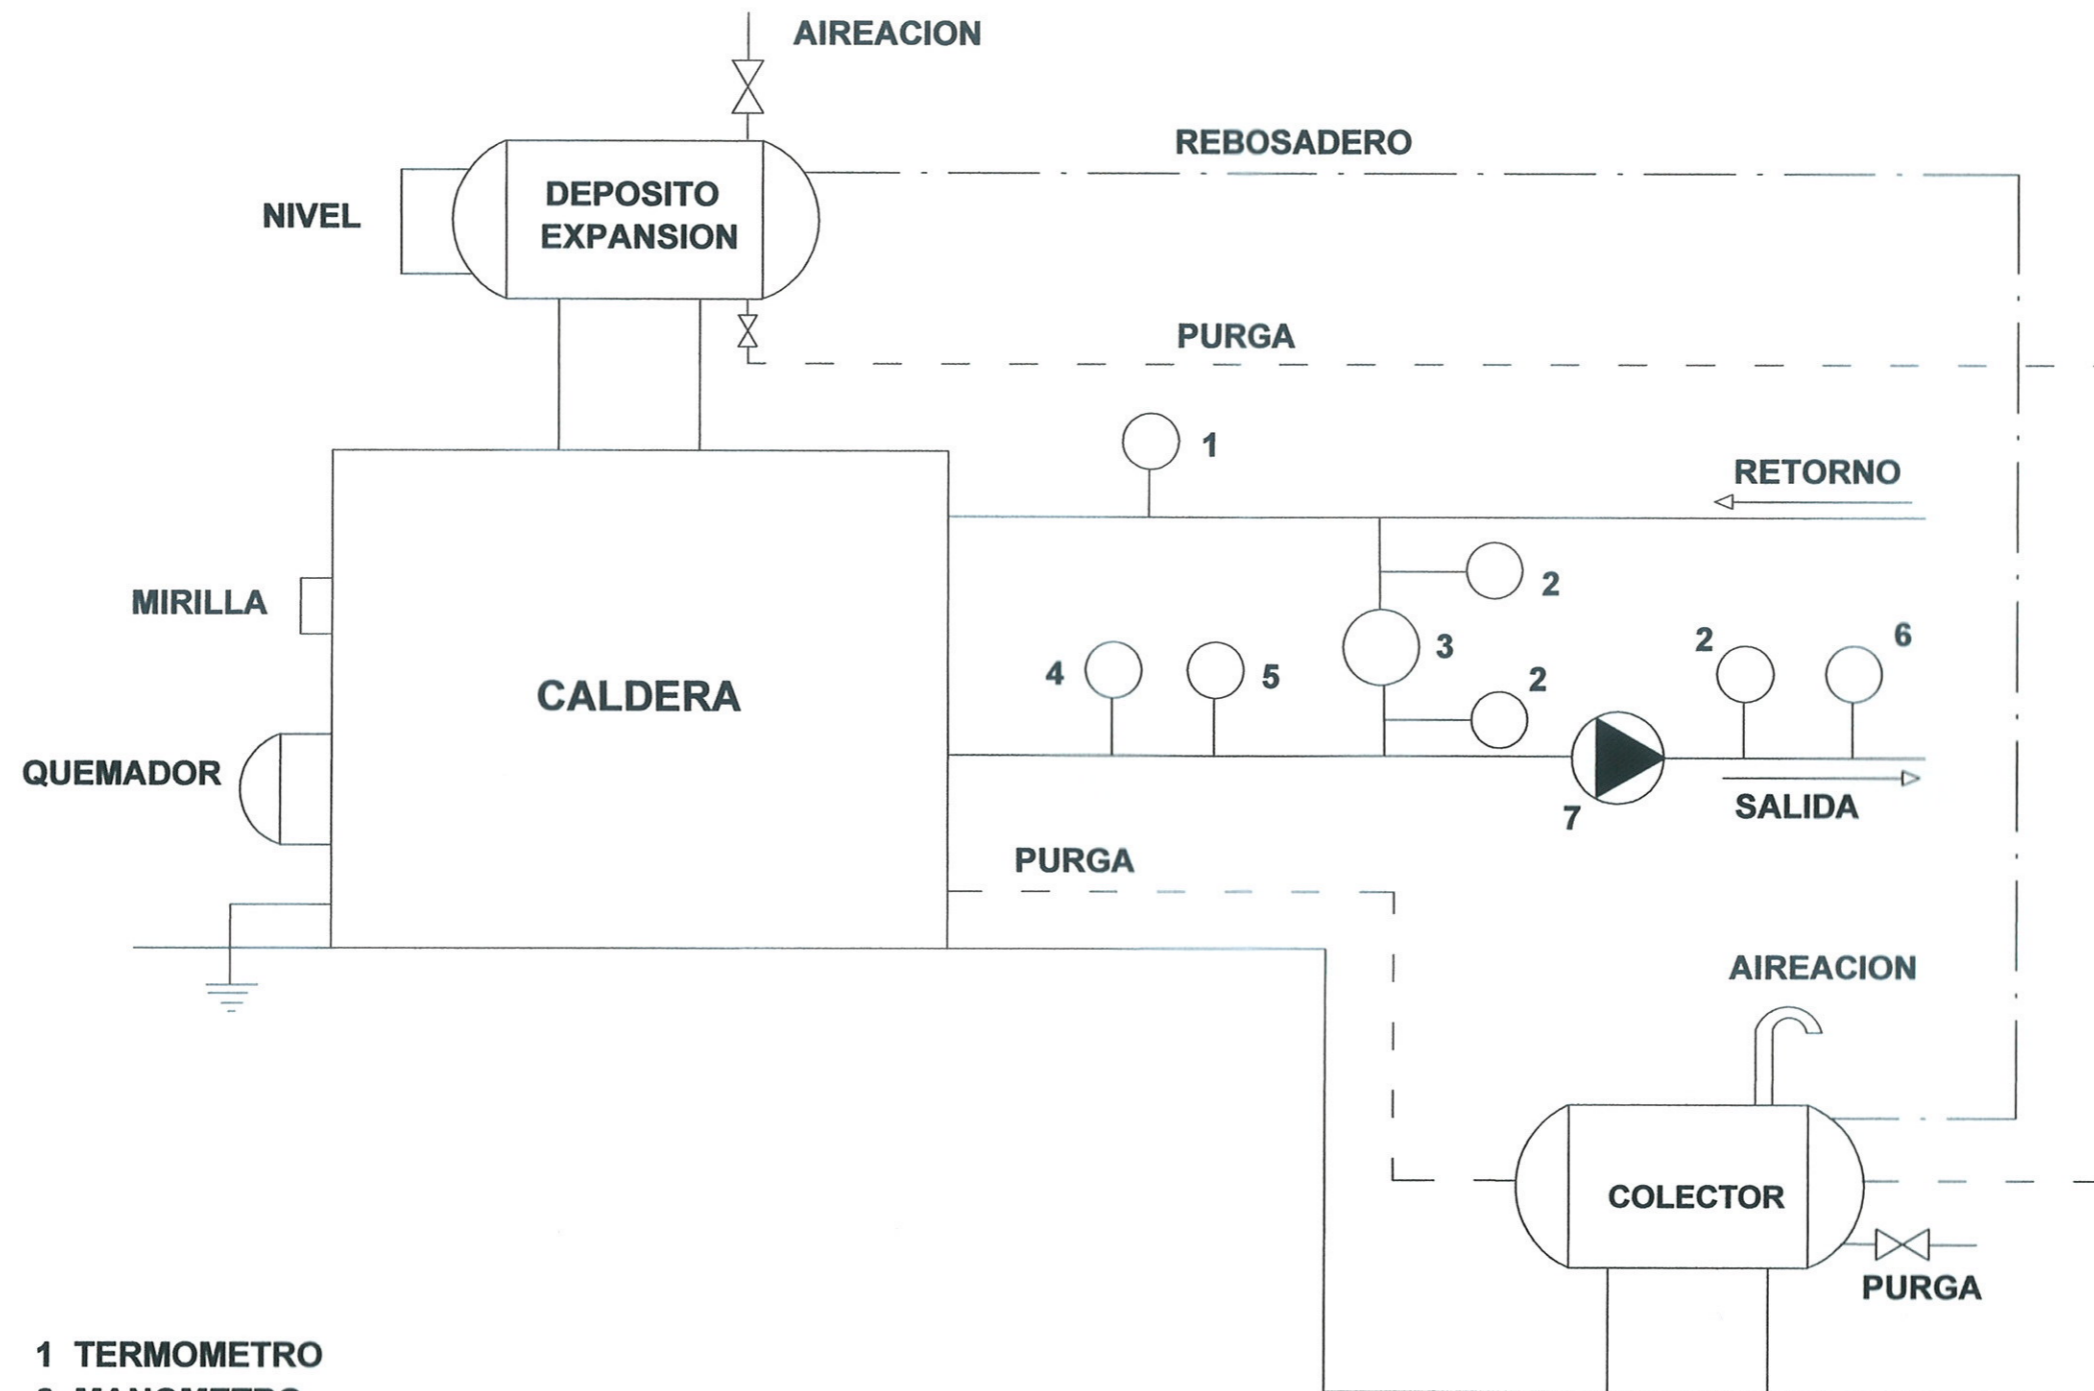 AIREACION
REBOSADERO
DEPOSITO
EXPANSION
NIVEL
PURGA
1
RETORNO
2
MIRILLA
3
2
6
4
5
2
CALDERA
QUEMADOR
7
SALIDA
PURGA
AIREACION
COLECTOR
PURGA
1 TERMOMETRO